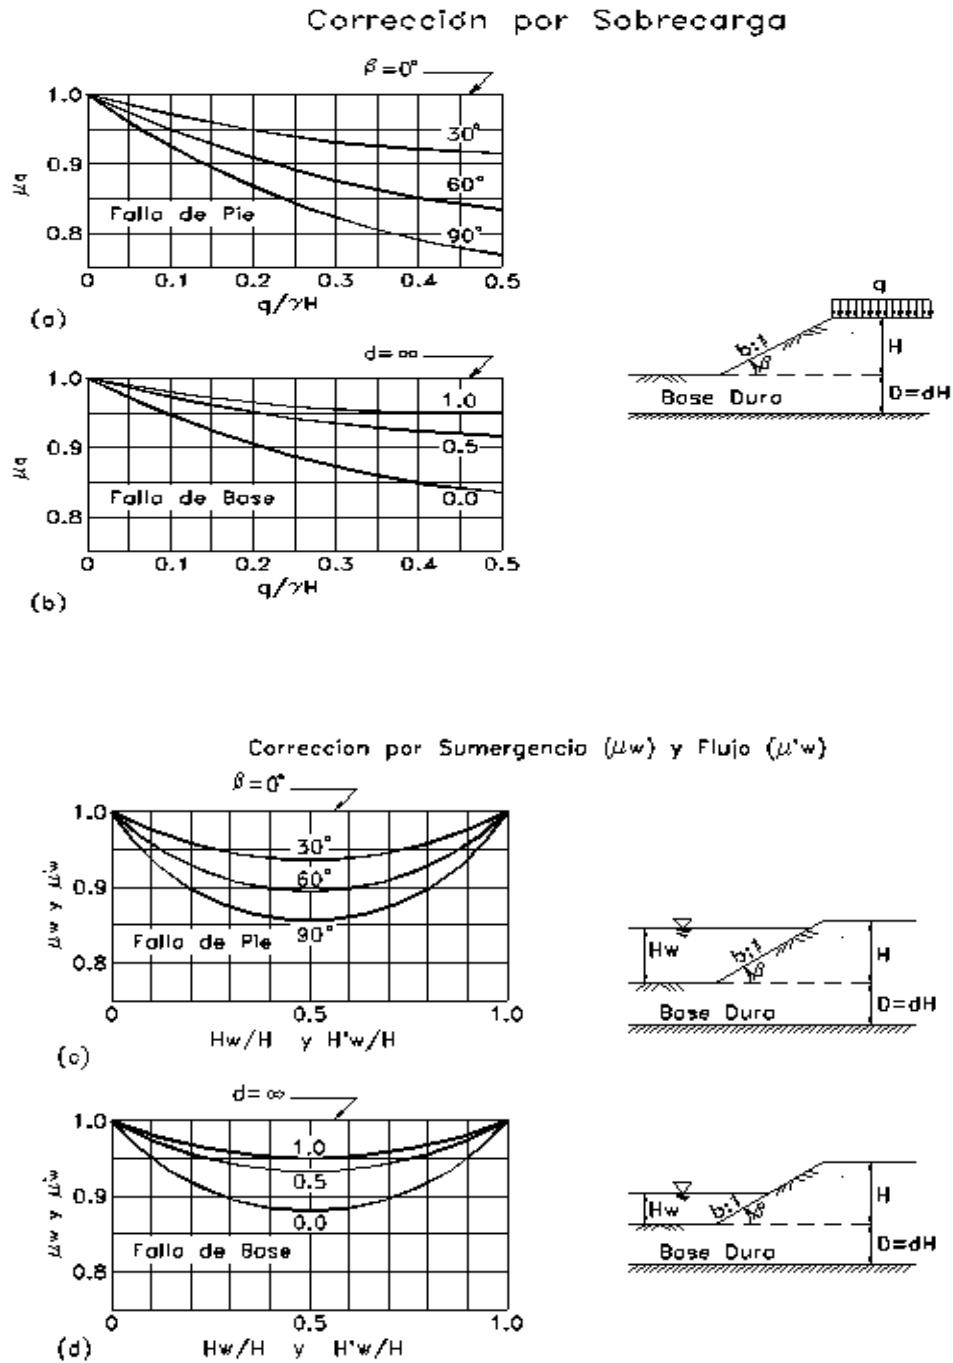 Corrección por Sobrecarga
β=0°
1.0
0.9
0.8
μq
30°
60°
90°
Falla de Pie
0 0.1 0.2 0.3 0.4 0.5
q/γH
(a)
q
b:1
β
H
D=dH
Base Dura
d=∞
1.0
0.9
0.8
μq
1.0
0.5
0.0
Falla de Base
0 0.1 0.2 0.3 0.4 0.5
q/γH
(b)
Correccion por Sumergencia (μw) y Flujo (μ'w)
β=0°
1.0
0.9
0.8
μw y μ'w
30°
60°
90°
Falla de Pie
0 0.5 1.0
Hw/H y H'w/H
(c)
Hw
b:1
β
H
D=dH
Base Dura
d=∞
1.0
0.9
0.8
μw y μ'w
1.0
0.5
0.0
Falla de Base
0 0.5 1.0
Hw/H y H'w/H
(d)
Hw
b:1
β
H
D=dH
Base Dura